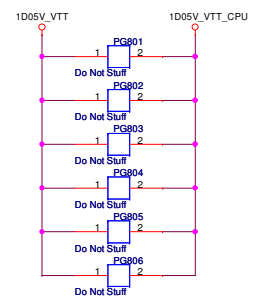 1D05V_VTT 1D05V_VTT_CPU
PG801
1 2
Do Not Stuff
PG802
1 2
Do Not Stuff
PG803
1 2
Do Not Stuff
PG804
1 2
Do Not Stuff
PG805
1 2
Do Not Stuff
PG806
1 2
Do Not Stuff